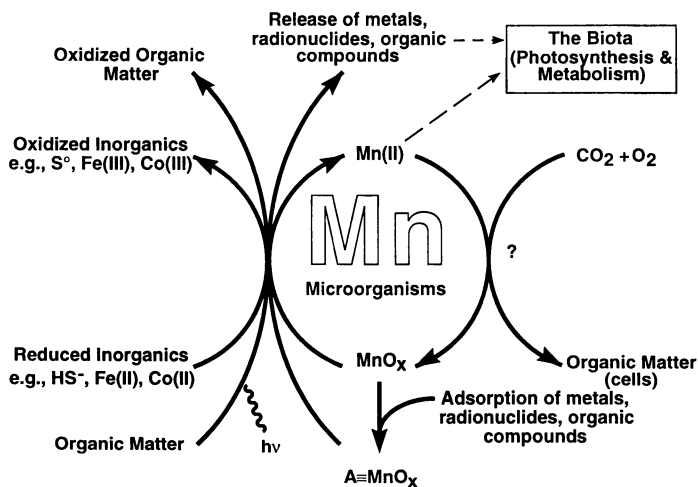 Release of metals,
radionuclides, organic
compounds
The Biota
(Photosynthesis &
Metabolism)
Oxidized Organic
Matter
Oxidized Inorganics
e.g., S°, Fe(III), Co(III)
Mn(II)
CO₂ + O₂
Mn
?
Microorganisms
Reduced Inorganics
e.g., HS⁻, Fe(II), Co(II)
MnOₓ
Organic Matter
(cells)
Adsorption of metals,
radionuclides, organic
compounds
Organic Matter
hν
A≡MnOₓ